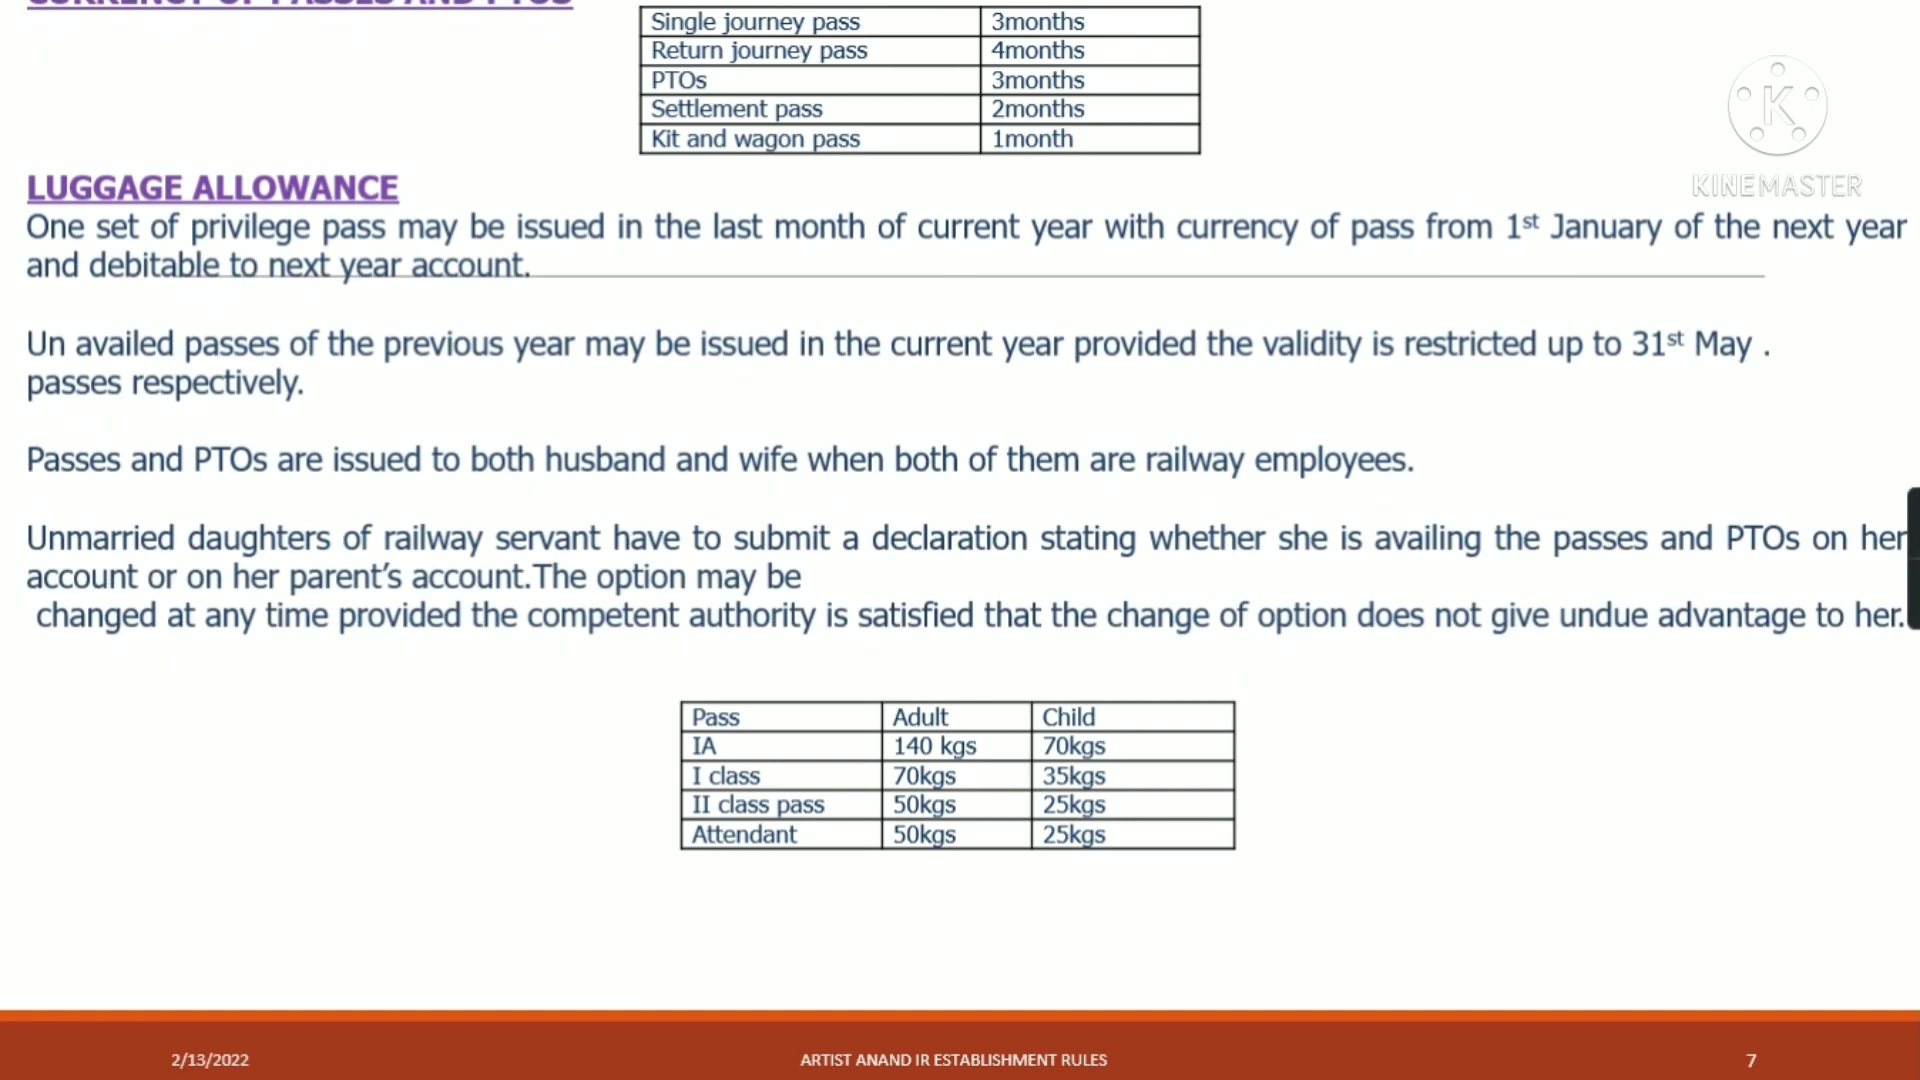 CURRENCY OF PASSES AND PTOS
Single journey pass 3months
Return journey pass 4months
PTOs 3months
Settlement pass 2months
Kit and wagon pass 1month
KINEMASTER
LUGGAGE ALLOWANCE
One set of privilege pass may be issued in the last month of current year with currency of pass from 1st January of the next year
and debitable to next year account.
Un availed passes of the previous year may be issued in the current year provided the validity is restricted up to 31st May .
passes respectively.
Passes and PTOs are issued to both husband and wife when both of them are railway employees.
Unmarried daughters of railway servant have to submit a declaration stating whether she is availing the passes and PTOs on her
account or on her parent’s account.The option may be
changed at any time provided the competent authority is satisfied that the change of option does not give undue advantage to her.
Pass Adult Child
IA 140 kgs 70kgs
I class 70kgs 35kgs
II class pass 50kgs 25kgs
Attendant 50kgs 25kgs
2/13/2022 ARTIST ANAND IR ESTABLISHMENT RULES 7